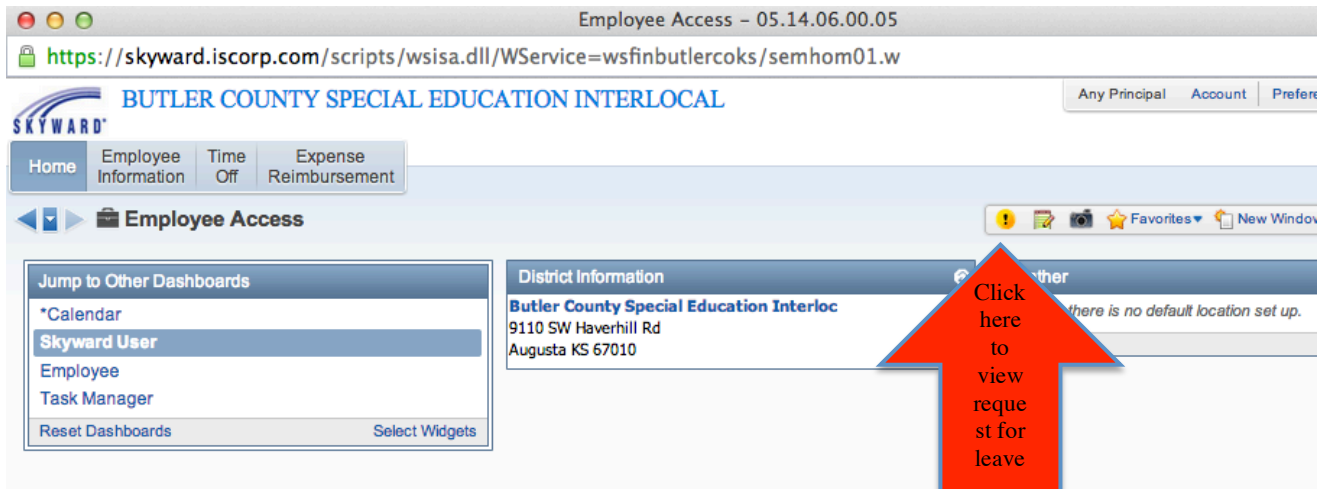 Employee Access – 05.14.06.00.05
https://skyward.iscorp.com/scripts/wsisa.dll/WService=wsfinbutlercoks/semhom01.w
SKYWARD®
BUTLER COUNTY SPECIAL EDUCATION INTERLOCAL
Any Principal Account Prefere
Home
Employee Information
Time Off
Expense Reimbursement
Employee Access
Favorites
New Window
Jump to Other Dashboards
*Calendar
Skyward User
Employee
Task Manager
Reset Dashboards Select Widgets
District Information
Butler County Special Education Interloc
9110 SW Haverhill Rd
Augusta KS 67010
ther
there is no default location set up.
Click
here
to
view
reque
st for
leave